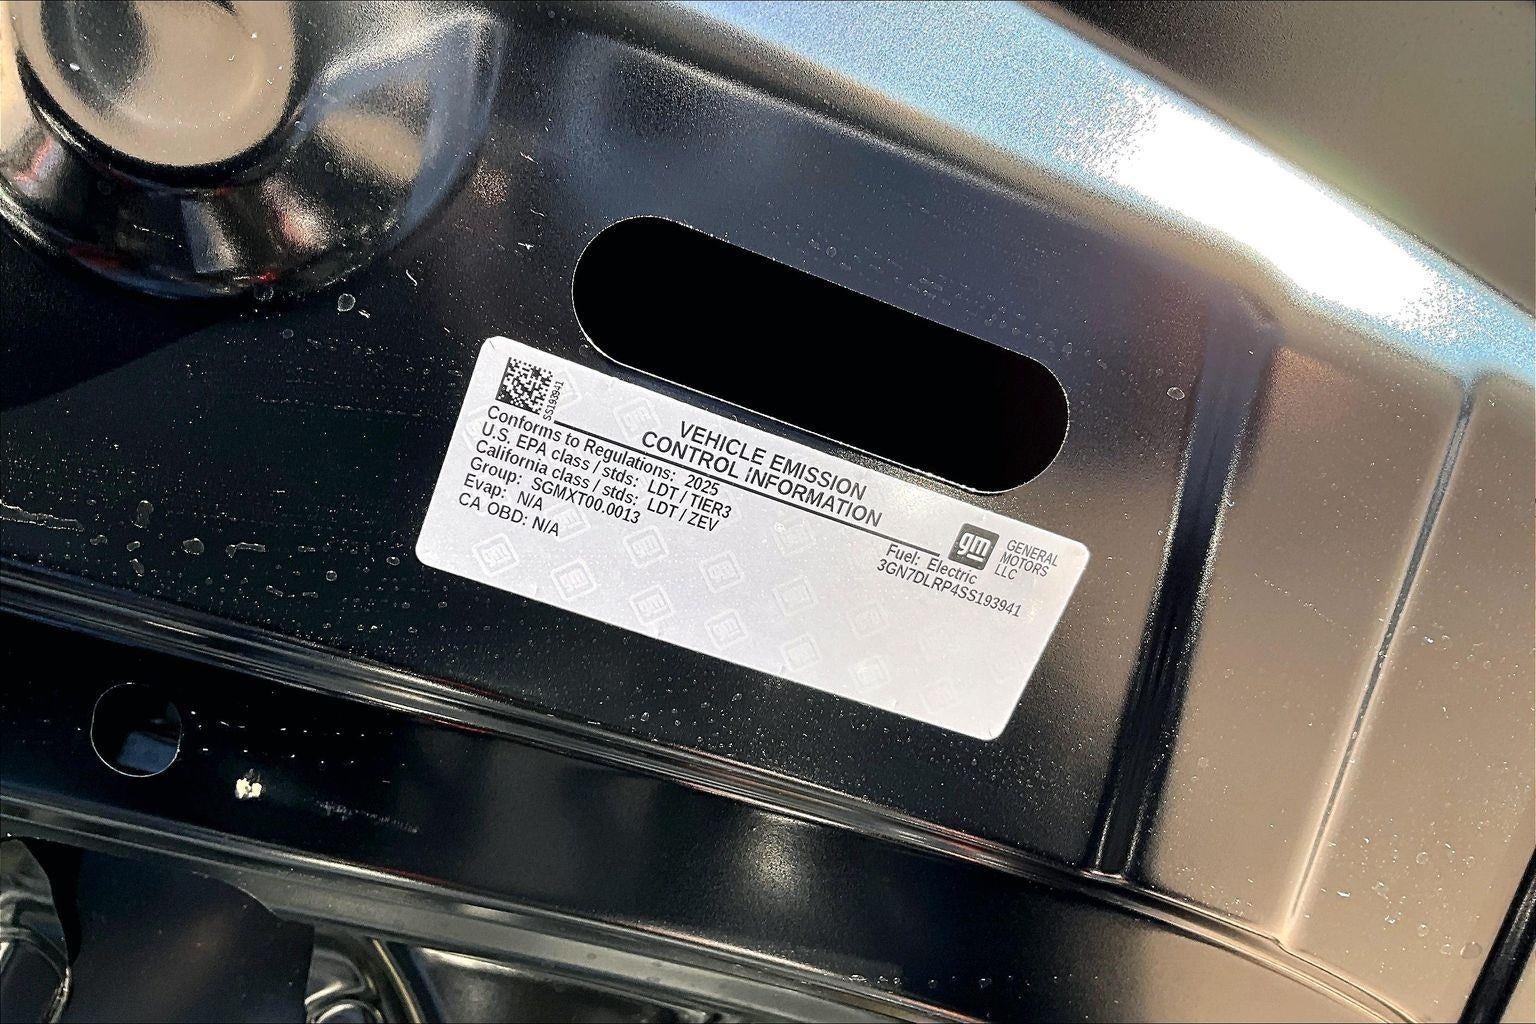 SS193941
VEHICLE EMISSION
CONTROL INFORMATION
Conforms to Regulations: 2025
U.S. EPA class / stds: LDT / TIER3
California class / stds: LDT / ZEV
Group: SGMXT00.0013
Evap: N/A
CA OBD: N/A
Fuel: Electric
3GN7DLRP4SS193941
gm
GENERAL
MOTORS
LLC